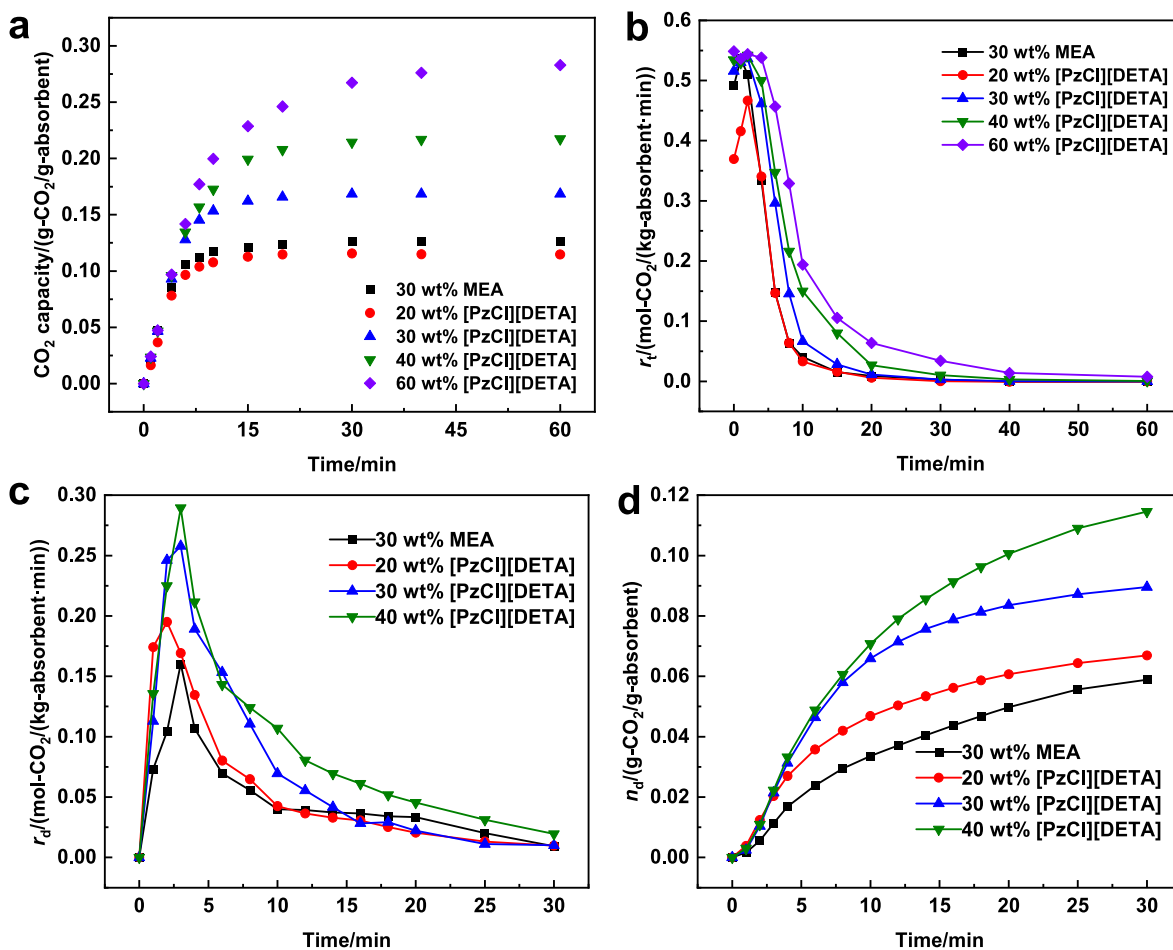 a
CO2 capacity/(g-CO2/g-absorbent)
0.30
0.25
0.20
0.15
0.10
0.05
0.00
30 wt% MEA
20 wt% [PzCl][DETA]
30 wt% [PzCl][DETA]
40 wt% [PzCl][DETA]
60 wt% [PzCl][DETA]
0 15 30 45 60
Time/min
b
rt/(mol-CO2/(kg-absorbent·min))
0.6
0.5
0.4
0.3
0.2
0.1
0.0
30 wt% MEA
20 wt% [PzCl][DETA]
30 wt% [PzCl][DETA]
40 wt% [PzCl][DETA]
60 wt% [PzCl][DETA]
0 10 20 30 40 50 60
Time/min
c
rd/(mol-CO2/(kg-absorbent·min))
0.30
0.25
0.20
0.15
0.10
0.05
0.00
30 wt% MEA
20 wt% [PzCl][DETA]
30 wt% [PzCl][DETA]
40 wt% [PzCl][DETA]
0 5 10 15 20 25 30
Time/min
d
nd/(g-CO2/g-absorbent)
0.12
0.10
0.08
0.06
0.04
0.02
0.00
30 wt% MEA
20 wt% [PzCl][DETA]
30 wt% [PzCl][DETA]
40 wt% [PzCl][DETA]
0 5 10 15 20 25 30
Time/min